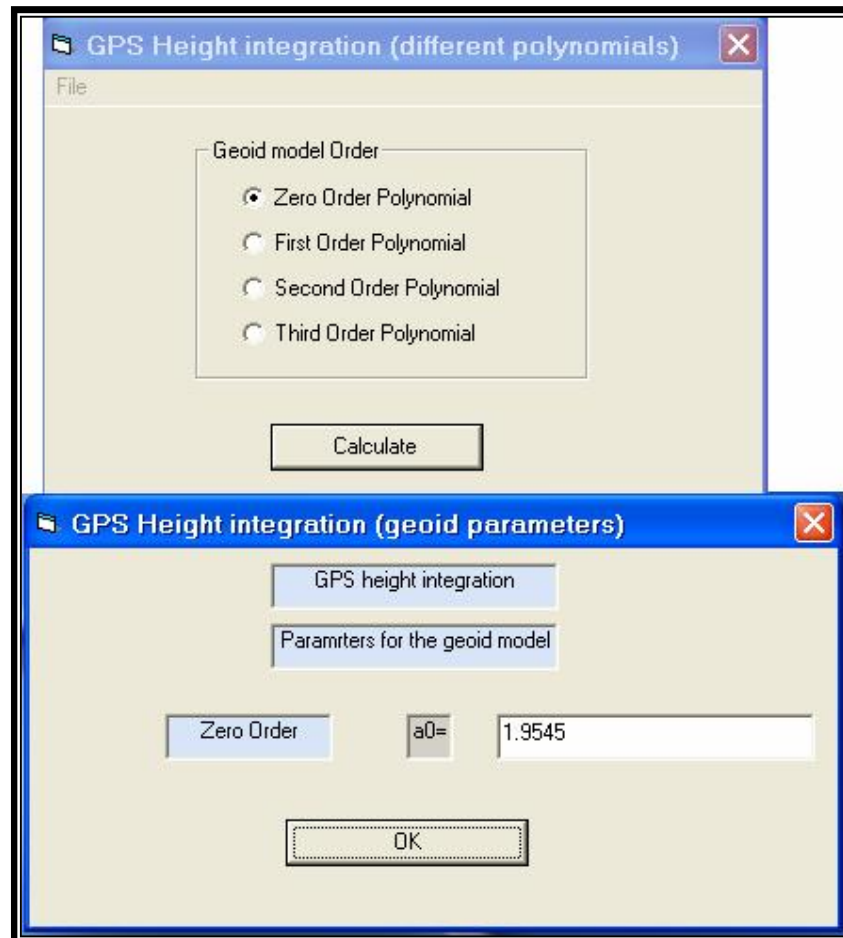 GPS Height integration (different polynomials)
File
Geoid model Order
Zero Order Polynomial
First Order Polynomial
Second Order Polynomial
Third Order Polynomial
Calculate
GPS Height integration (geoid parameters)
GPS height integration
Paramrters for the geoid model
Zero Order a0= 1.9545
OK